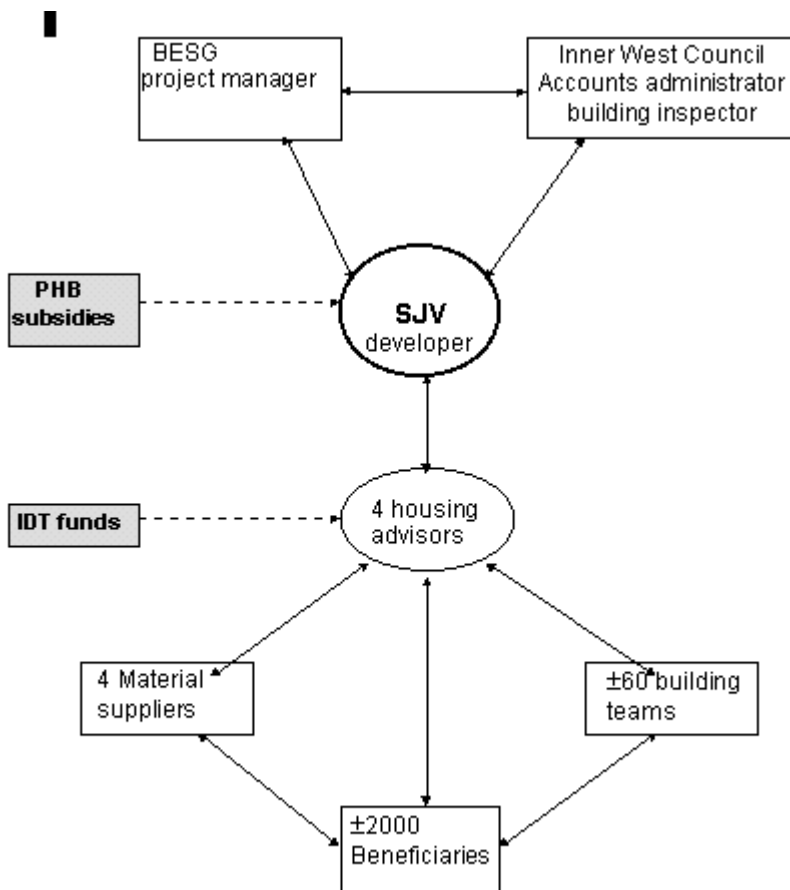 BESG
project manager
Inner West Council
Accounts administrator
building inspector
PHB
subsidies
SJV
developer
IDT funds
4 housing
advisors
4 Material
suppliers
±60 building
teams
±2000
Beneficiaries